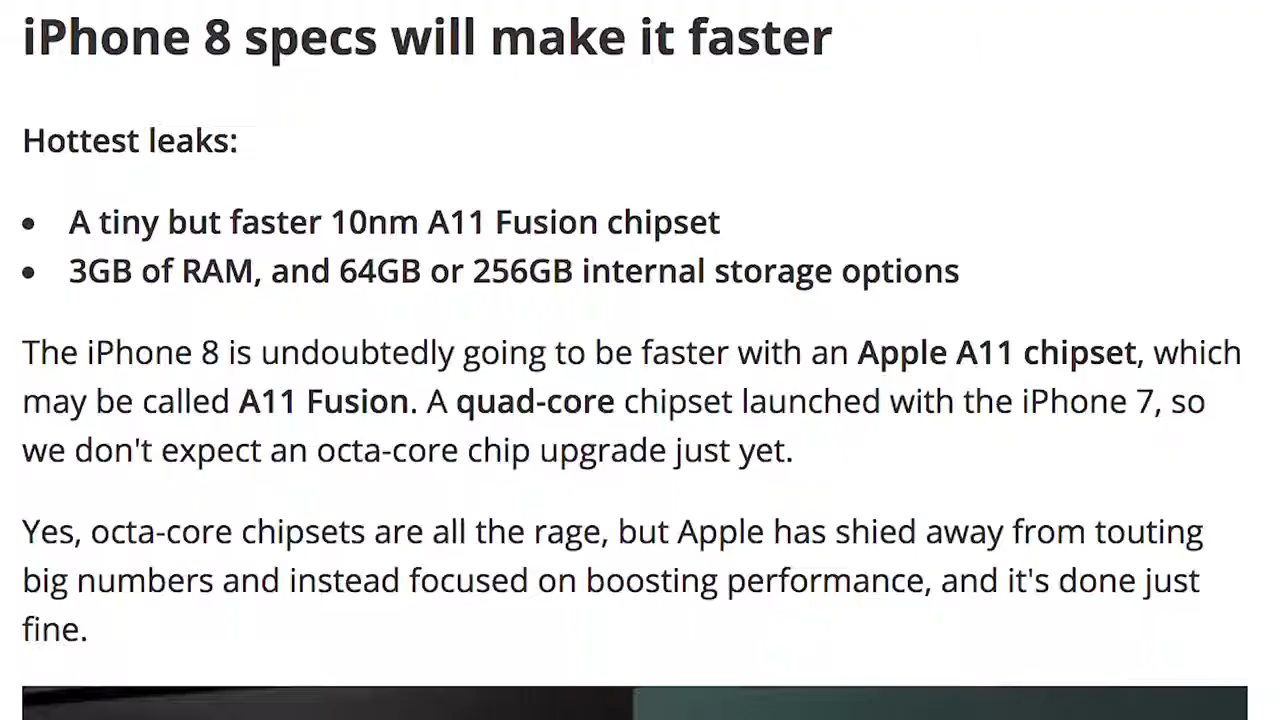 iPhone 8 specs will make it faster
Hottest leaks:
• A tiny but faster 10nm A11 Fusion chipset
• 3GB of RAM, and 64GB or 256GB internal storage options
The iPhone 8 is undoubtedly going to be faster with an Apple A11 chipset, which
may be called A11 Fusion. A quad-core chipset launched with the iPhone 7, so
we don't expect an octa-core chip upgrade just yet.
Yes, octa-core chipsets are all the rage, but Apple has shied away from touting
big numbers and instead focused on boosting performance, and it's done just
fine.